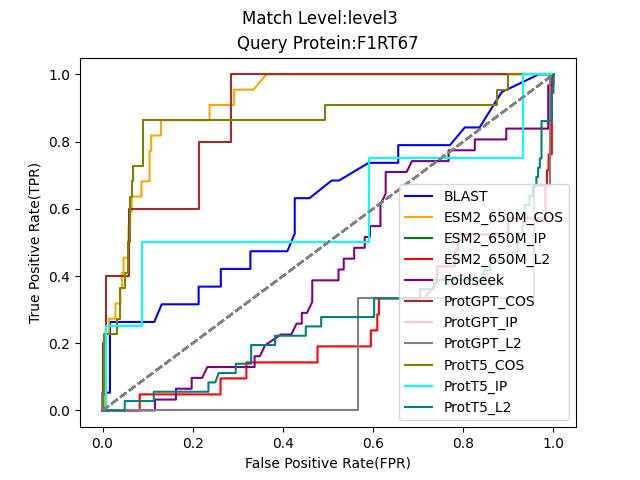 Match Level:level3
Query Protein:F1RT67
True Positive Rate(TPR)
1.0
0.8
0.6
0.4
0.2
0.0
BLAST
ESM2_650M_COS
ESM2_650M_IP
ESM2_650M_L2
Foldseek
ProtGPT_COS
ProtGPT_IP
ProtGPT_L2
ProtT5_COS
ProtT5_IP
ProtT5_L2
0.0 0.2 0.4 0.6 0.8 1.0
False Positive Rate(FPR)